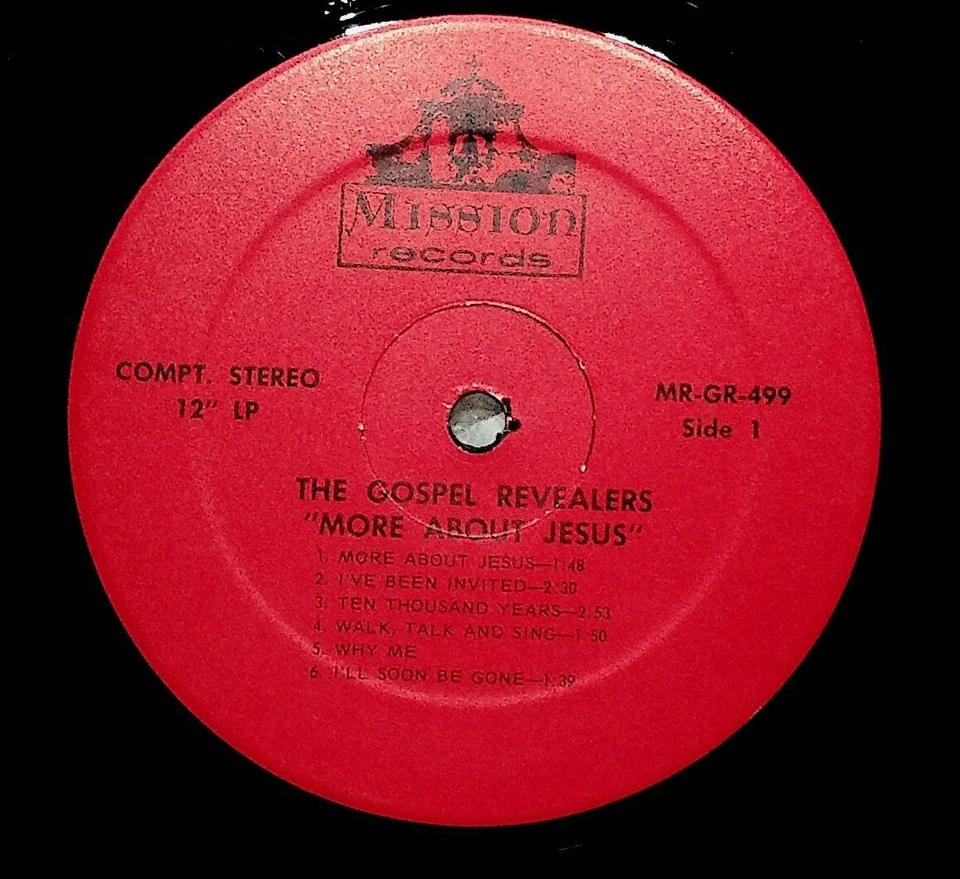 Mission
records
COMPT. STEREO
12" LP
MR-GR-499
Side 1
THE GOSPEL REVEALERS
"MORE ABOUT JESUS"
1. MORE ABOUT JESUS—1:48
2. I'VE BEEN INVITED—2:30
3. TEN THOUSAND YEARS—2:53
4. WALK, TALK AND SING—1:50
5. WHY ME
6. I'LL SOON BE GONE—1:39